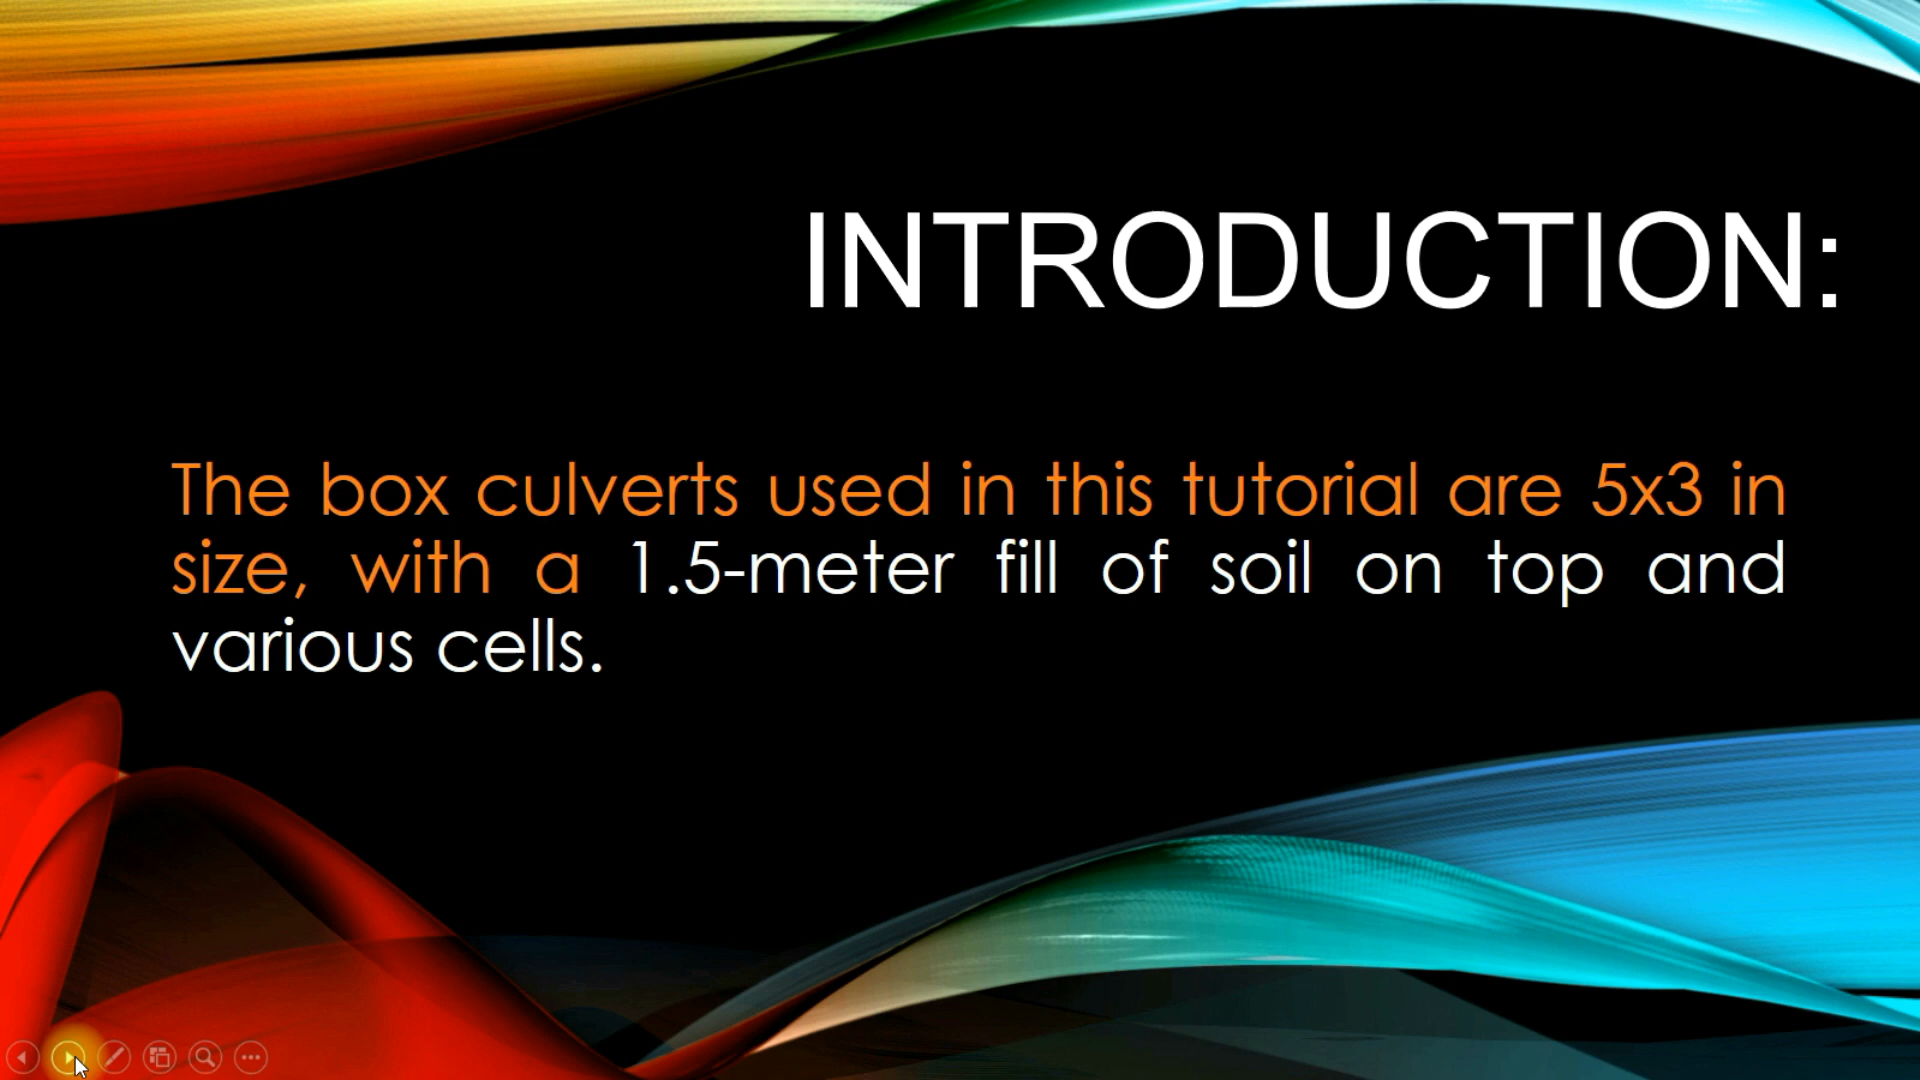 INTRODUCTION:
The box culverts used in this tutorial are 5x3 in
size, with a 1.5-meter fill of soil on top and
various cells.